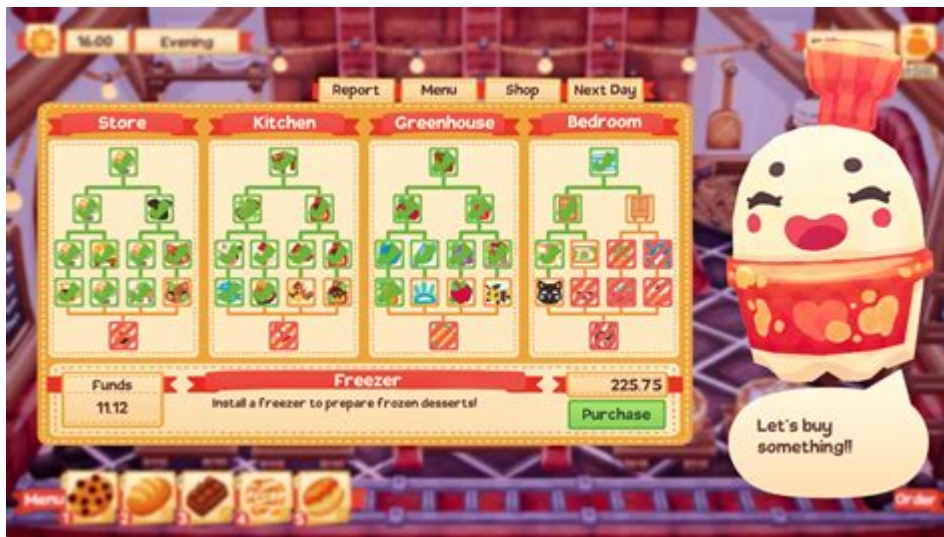 16:00 Evening
Report Menu Shop Next Day
Store Kitchen Greenhouse Bedroom
Funds
11.12
Freezer
Install a freezer to prepare frozen desserts!
225.75
Purchase
Let's buy
something!!
Menu
1 2 3 4 5
Order